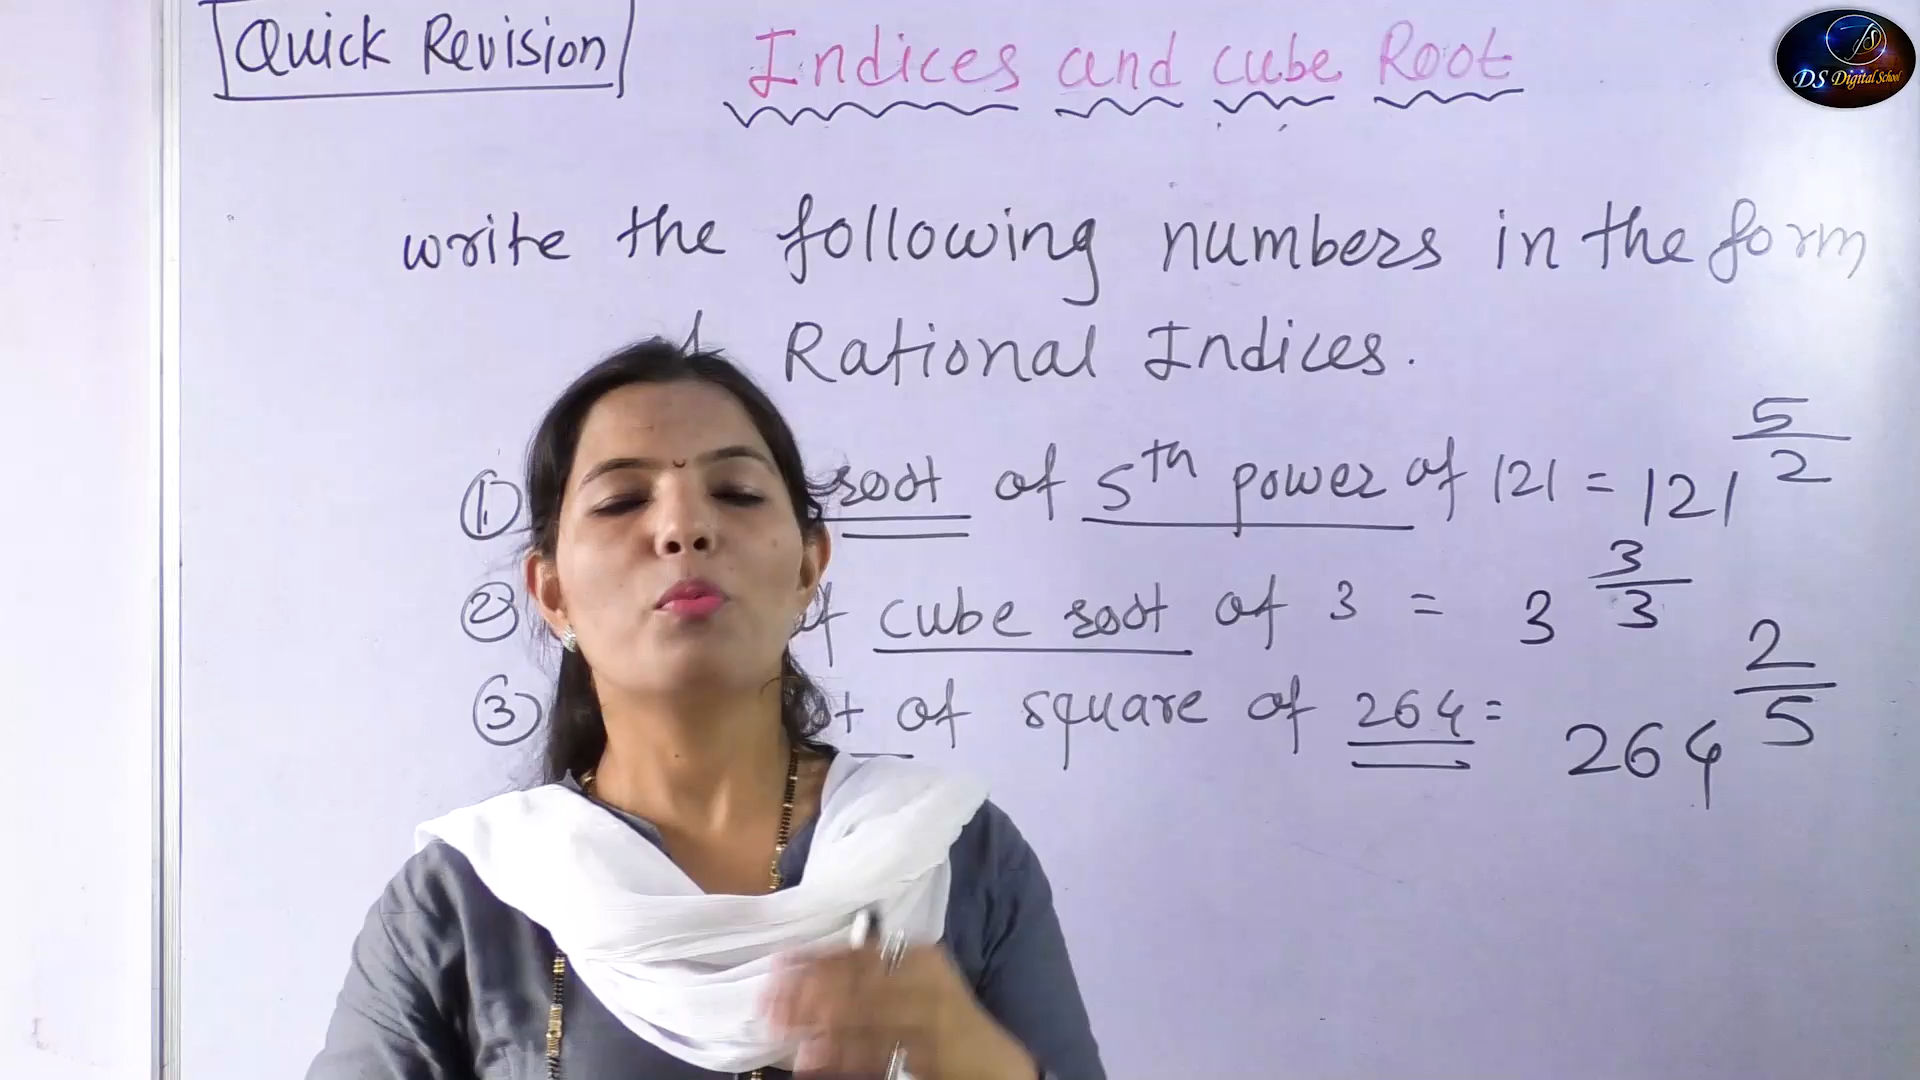 Quick Revision
Indices and cube Root
DS Digital School
write the following numbers in the form
Rational Indices.
① root of 5th power of 121 = 121^5/2
② of cube root of 3 = 3^3/3
③ of square of 264 = 264^2/5